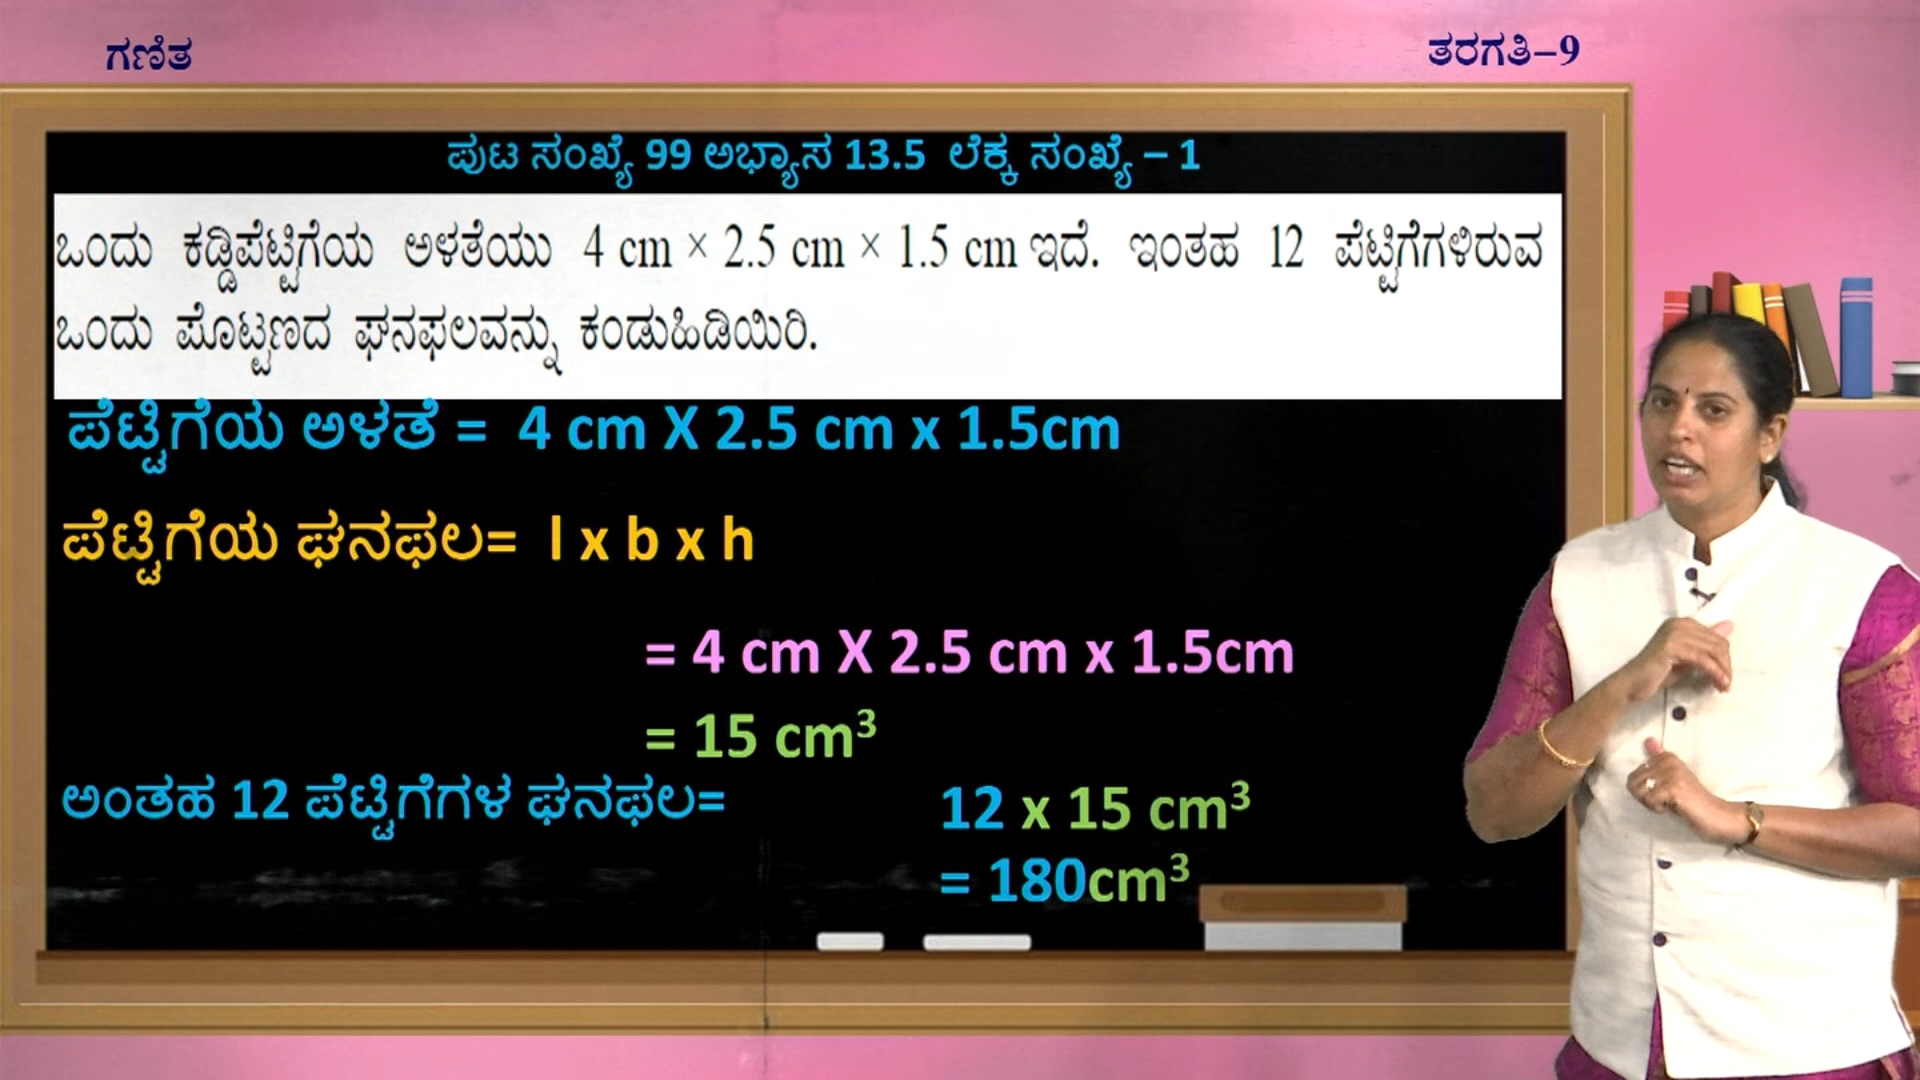 ಗಣಿತ
ತರಗತಿ–9
ಪುಟ ಸಂಖ್ಯೆ 99 ಅಭ್ಯಾಸ 13.5 ಲೆಕ್ಕ ಸಂಖ್ಯೆ – 1
ಒಂದು ಕಡ್ಡಿಪೆಟ್ಟಿಗೆಯ ಅಳತೆಯು 4 cm × 2.5 cm × 1.5 cm ಇದೆ. ಇಂತಹ 12 ಪೆಟ್ಟಿಗೆಗಳಿರುವ
ಒಂದು ಪೊಟ್ಟಣದ ಘನಫಲವನ್ನು ಕಂಡುಹಿಡಿಯಿರಿ.
ಪೆಟ್ಟಿಗೆಯ ಅಳತೆ = 4 cm X 2.5 cm x 1.5cm
ಪೆಟ್ಟಿಗೆಯ ಘನಫಲ= l x b x h
= 4 cm X 2.5 cm x 1.5cm
= 15 cm³
ಅಂತಹ 12 ಪೆಟ್ಟಿಗೆಗಳ ಘನಫಲ= 12 x 15 cm³
= 180cm³